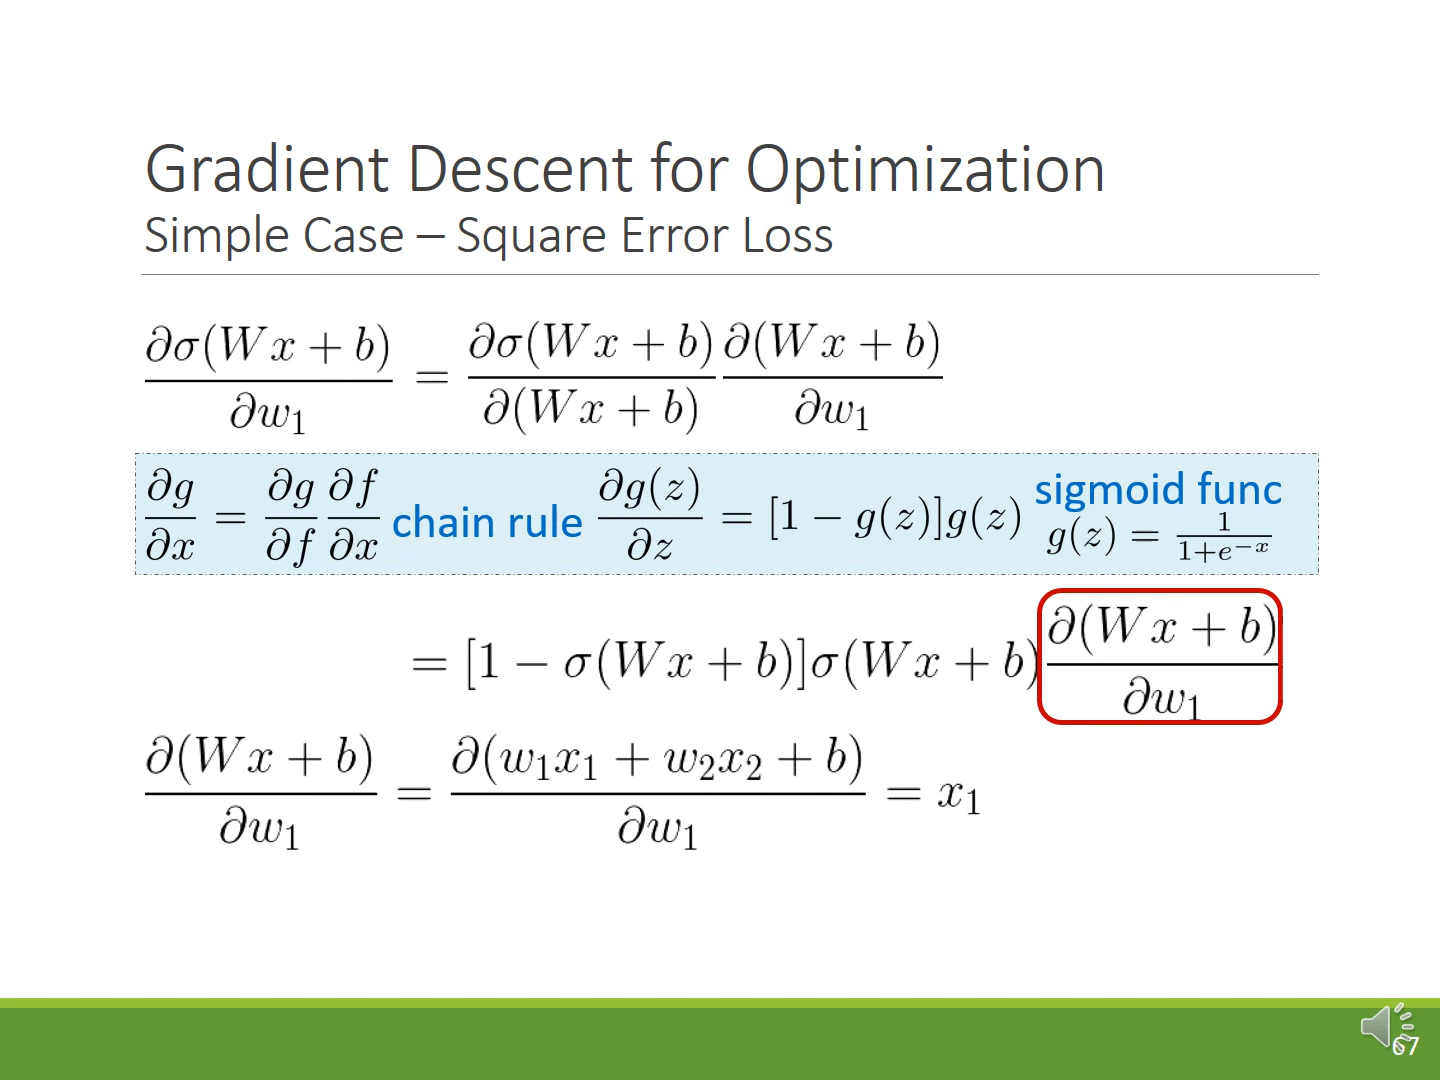 Gradient Descent for Optimization
Simple Case – Square Error Loss
∂σ(Wx + b)/∂w₁ = ∂σ(Wx + b)/∂(Wx + b) ∂(Wx + b)/∂w₁
∂g/∂x = ∂g/∂f ∂f/∂x chain rule ∂g(z)/∂z = [1 − g(z)]g(z) sigmoid func
g(z) = 1/(1+e⁻ˣ)
= [1 − σ(Wx + b)]σ(Wx + b) ∂(Wx + b)/∂w₁
∂(Wx + b)/∂w₁ = ∂(w₁x₁ + w₂x₂ + b)/∂w₁ = x₁
67